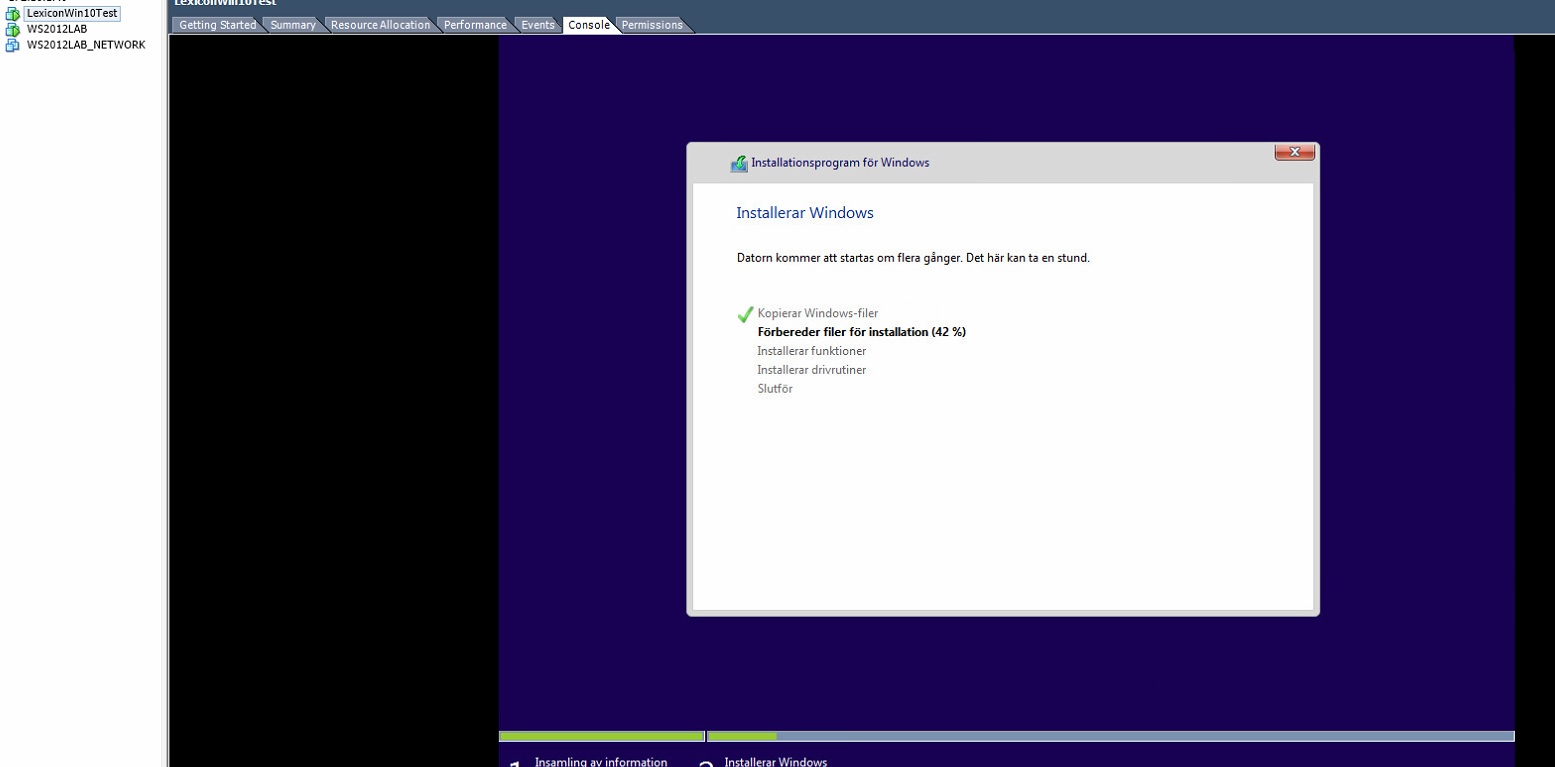 LexiconWin10Test
WS2012LAB
WS2012LAB_NETWORK
LexiconWin10Test
Getting Started Summary Resource Allocation Performance Events Console Permissions
Installationsprogram för Windows
Installerar Windows
Datorn kommer att startas om flera gånger. Det här kan ta en stund.
Kopierar Windows-filer
Förbereder filer för installation (42 %)
Installerar funktioner
Installerar drivrutiner
Slutför
1 Insamling av information 2 Installerar Windows